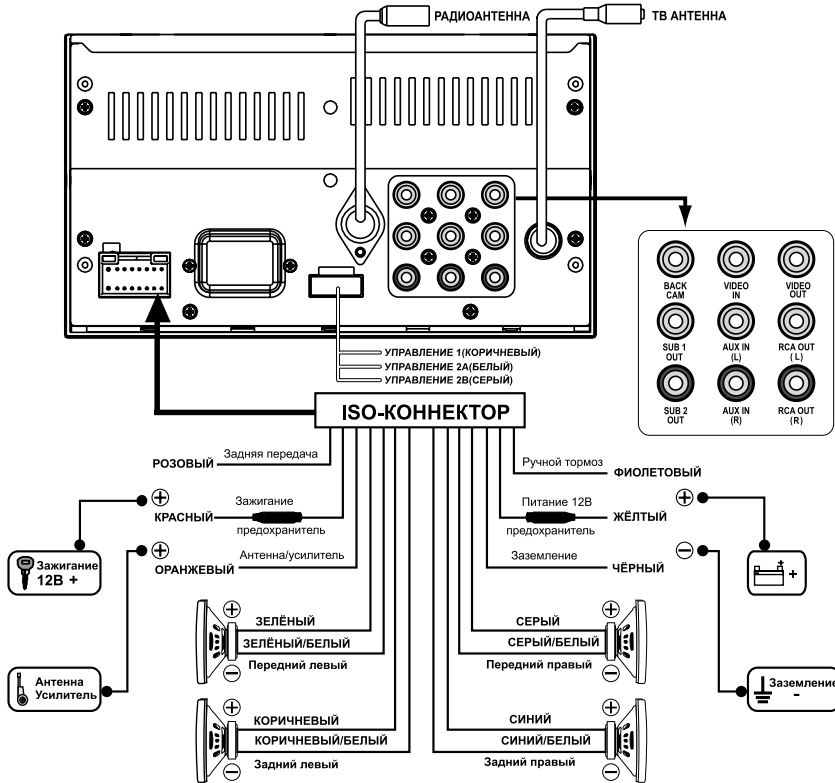 РАДИОАНТЕННА
ТВ АНТЕННА
BACK
CAM
VIDEO
IN
VIDEO
OUT
SUB 1
OUT
AUX IN
(L)
RCA OUT
(L)
SUB 2
OUT
AUX IN
(R)
RCA OUT
(R)
УПРАВЛЕНИЕ 1(КОРИЧНЕВЫЙ)
УПРАВЛЕНИЕ 2А(БЕЛЫЙ)
УПРАВЛЕНИЕ 2В(СЕРЫЙ)
ISO-КОННЕКТОР
РОЗОВЫЙ
Задняя передача
Ручной тормоз
ФИОЛЕТОВЫЙ
КРАСНЫЙ
Зажигание
предохранитель
Питание 12В
предохранитель
ЖЁЛТЫЙ
ОРАНЖЕВЫЙ
Антенна/усилитель
Заземление
ЧЁРНЫЙ
Зажигание
12В +
ЗЕЛЁНЫЙ
ЗЕЛЁНЫЙ/БЕЛЫЙ
Передний левый
СЕРЫЙ
СЕРЫЙ/БЕЛЫЙ
Передний правый
Антенна
Усилитель
Заземление
-
КОРИЧНЕВЫЙ
КОРИЧНЕВЫЙ/БЕЛЫЙ
Задний левый
СИНИЙ
СИНИЙ/БЕЛЫЙ
Задний правый